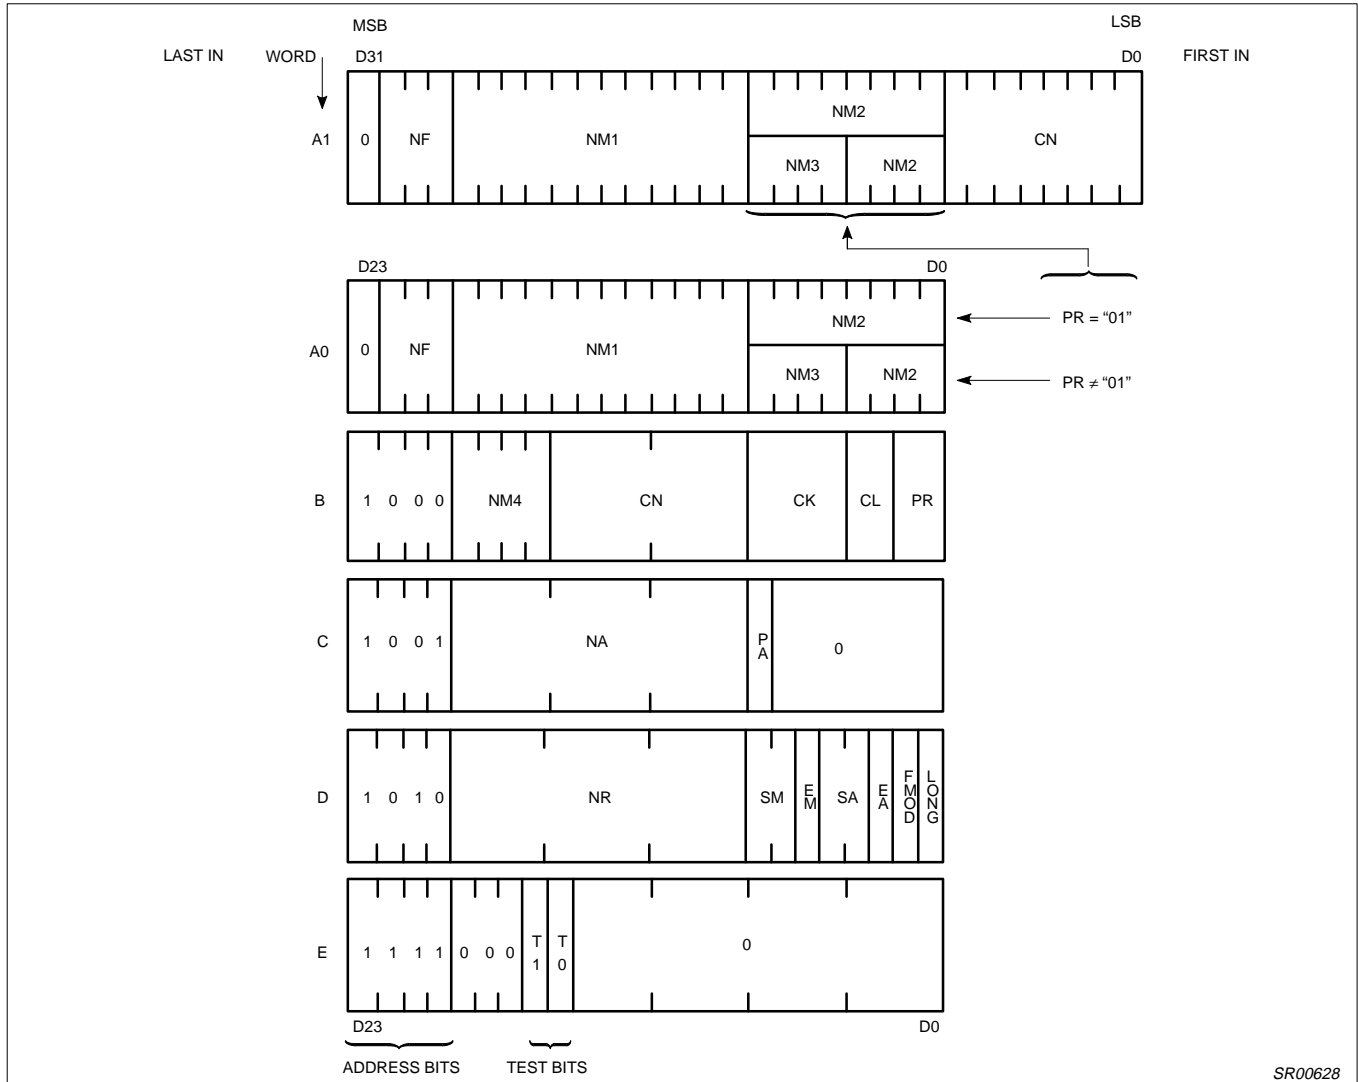 MSB LSB
LAST IN WORD D31 D0 FIRST IN
NM2
A1 0 NF NM1 CN
NM3 NM2
D23 D0
NM2 PR = “01”
A0 0 NF NM1
NM3 NM2 PR ≠ “01”
B 1 0 0 0 NM4 CN CK CL PR
C 1 0 0 1 NA PA 0
D 1 0 1 0 NR SM EM SA EA FMOD LONG
E 1 1 1 1 0 0 0 T1 T0 0
D23 D0
ADDRESS BITS TEST BITS
SR00628